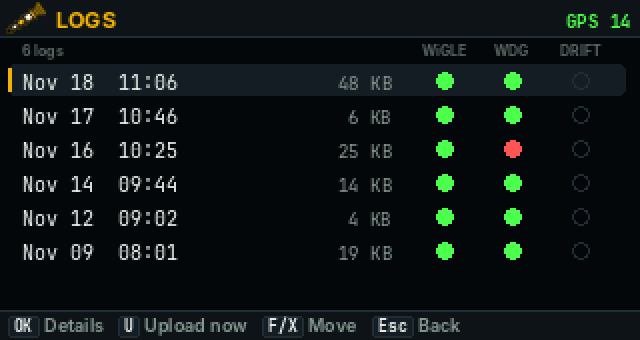 LOGS GPS 14
6 logs WiGLE WDG DRIFT
Nov 18 11:06 48 KB
Nov 17 10:46 6 KB
Nov 16 10:25 25 KB
Nov 14 09:44 14 KB
Nov 12 09:02 4 KB
Nov 09 08:01 19 KB
OK Details U Upload now F/X Move Esc Back